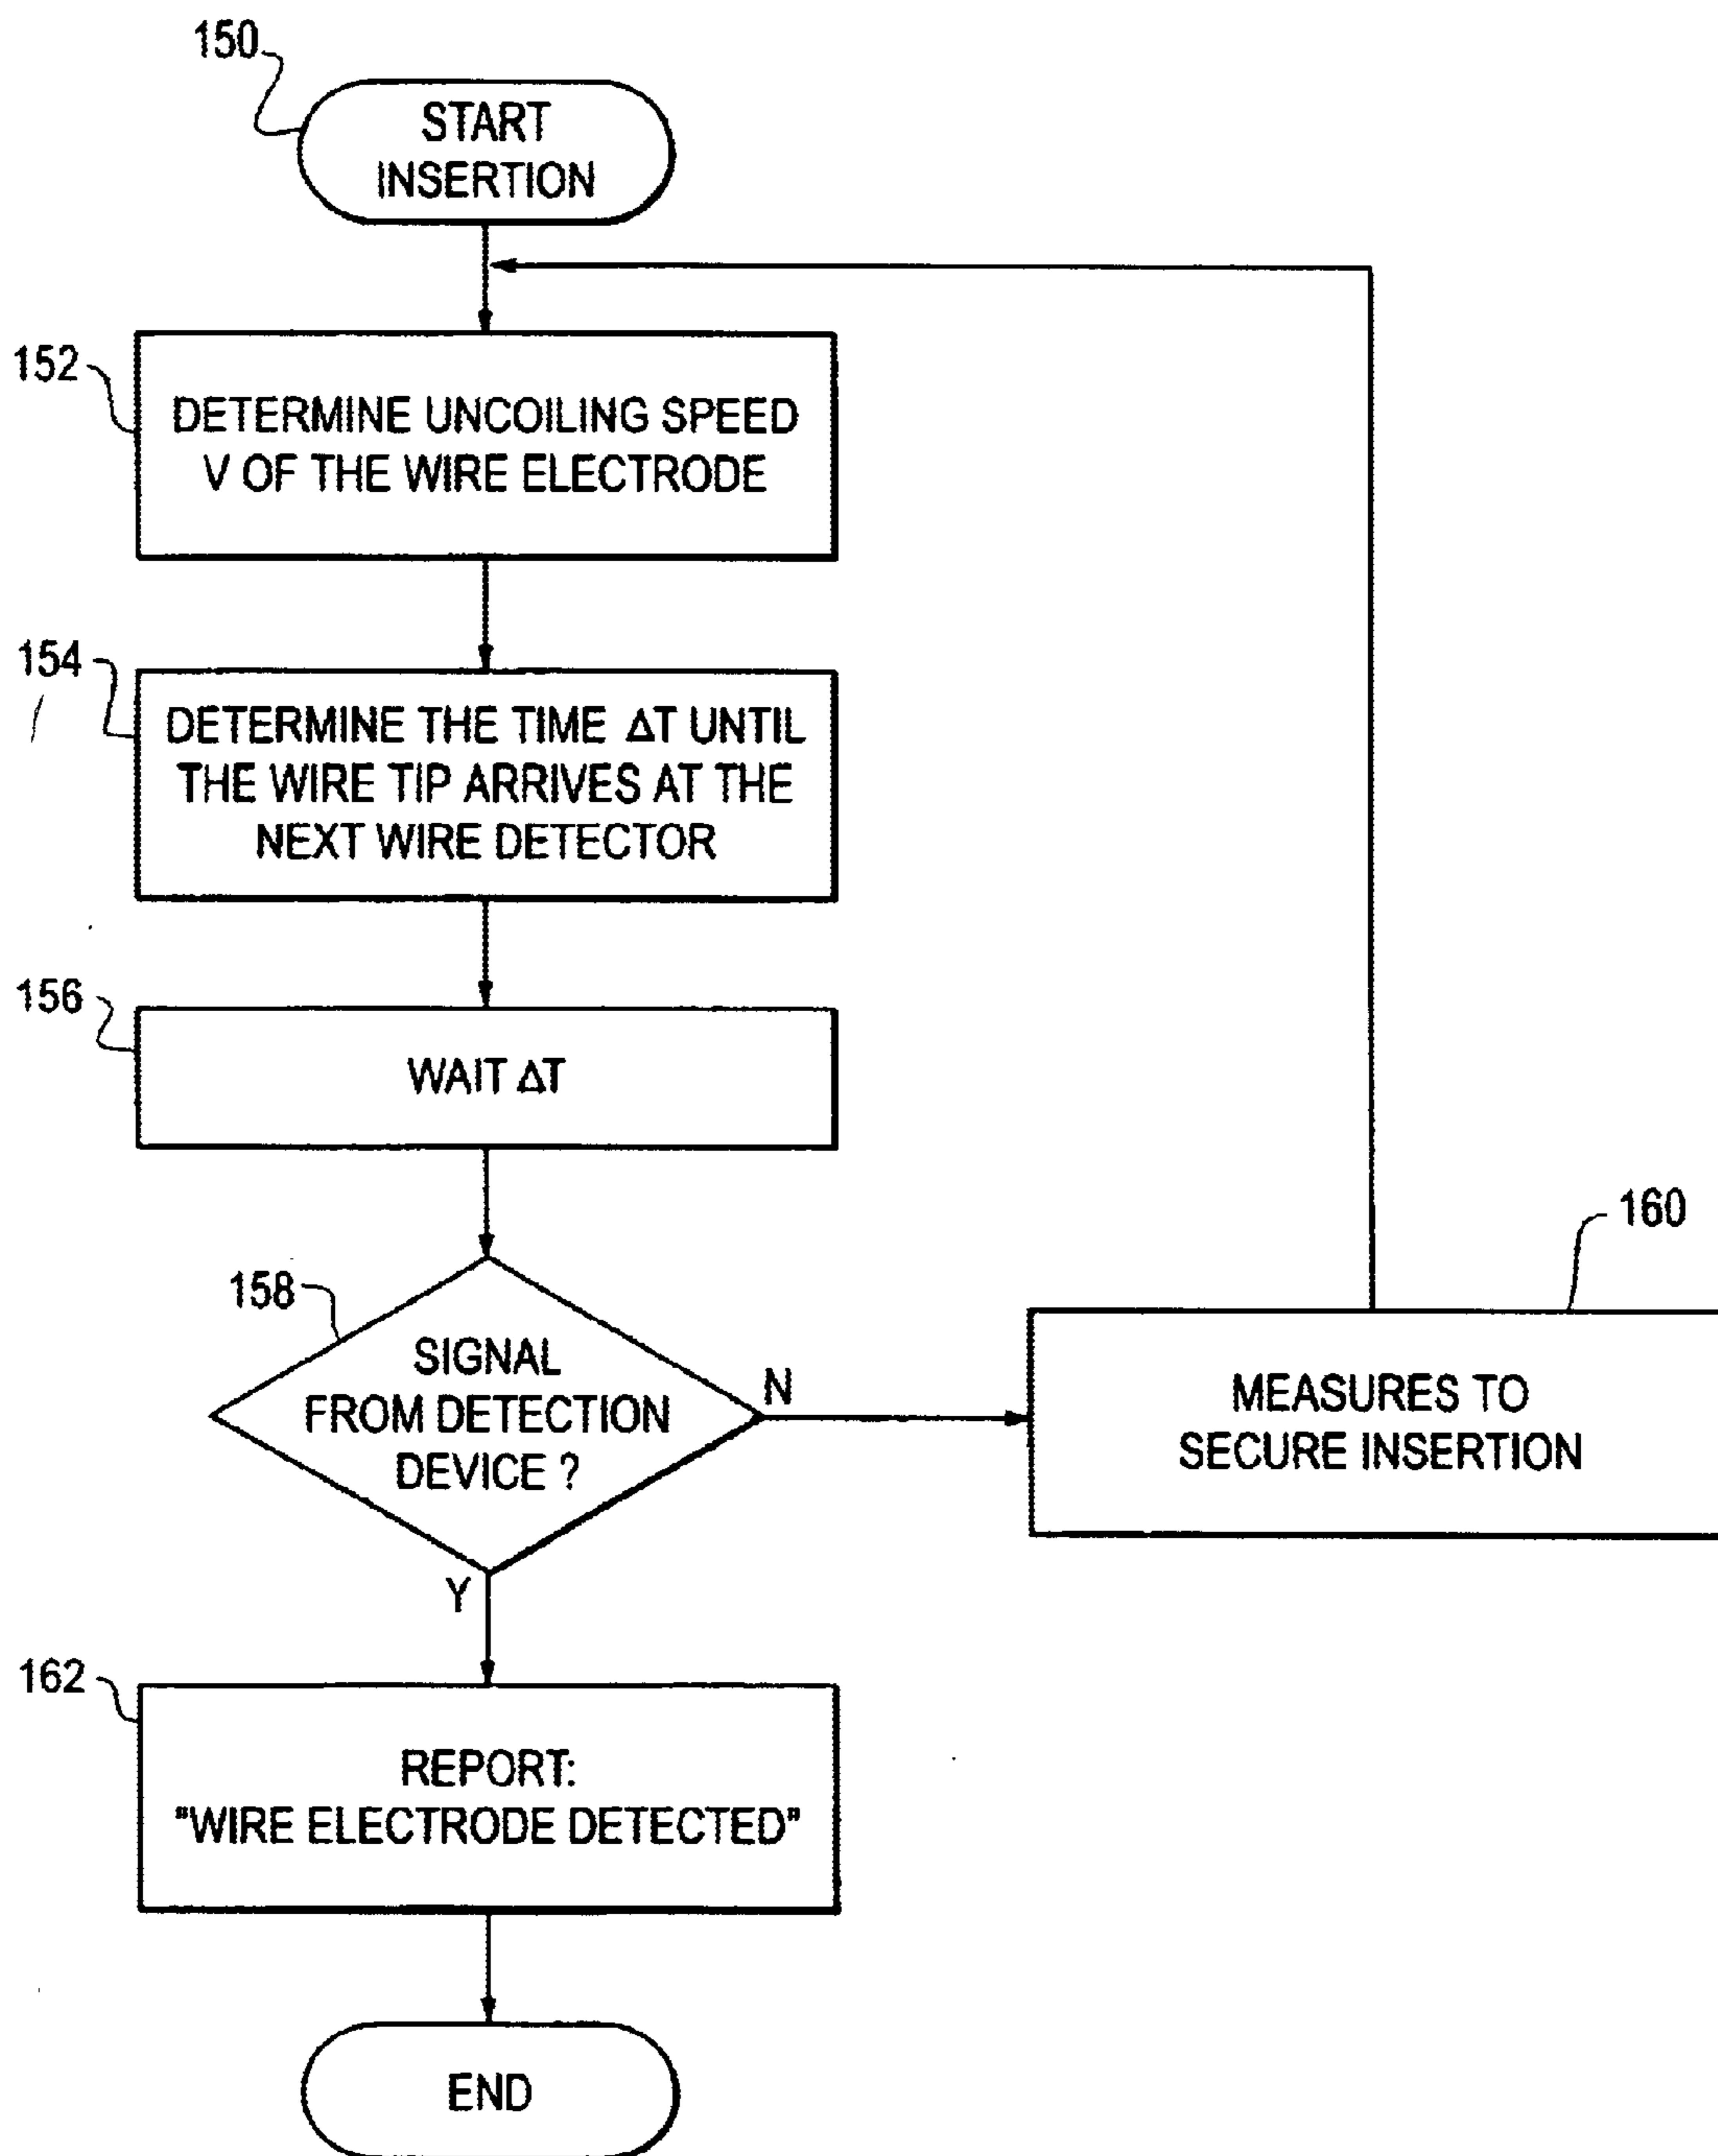 150
START
INSERTION
152
DETERMINE UNCOILING SPEED
V OF THE WIRE ELECTRODE
154
DETERMINE THE TIME ΔT UNTIL
THE WIRE TIP ARRIVES AT THE
NEXT WIRE DETECTOR
156
WAIT ΔT
158
SIGNAL
FROM DETECTION
DEVICE ?
N
160
MEASURES TO
SECURE INSERTION
Y
162
REPORT:
"WIRE ELECTRODE DETECTED"
END